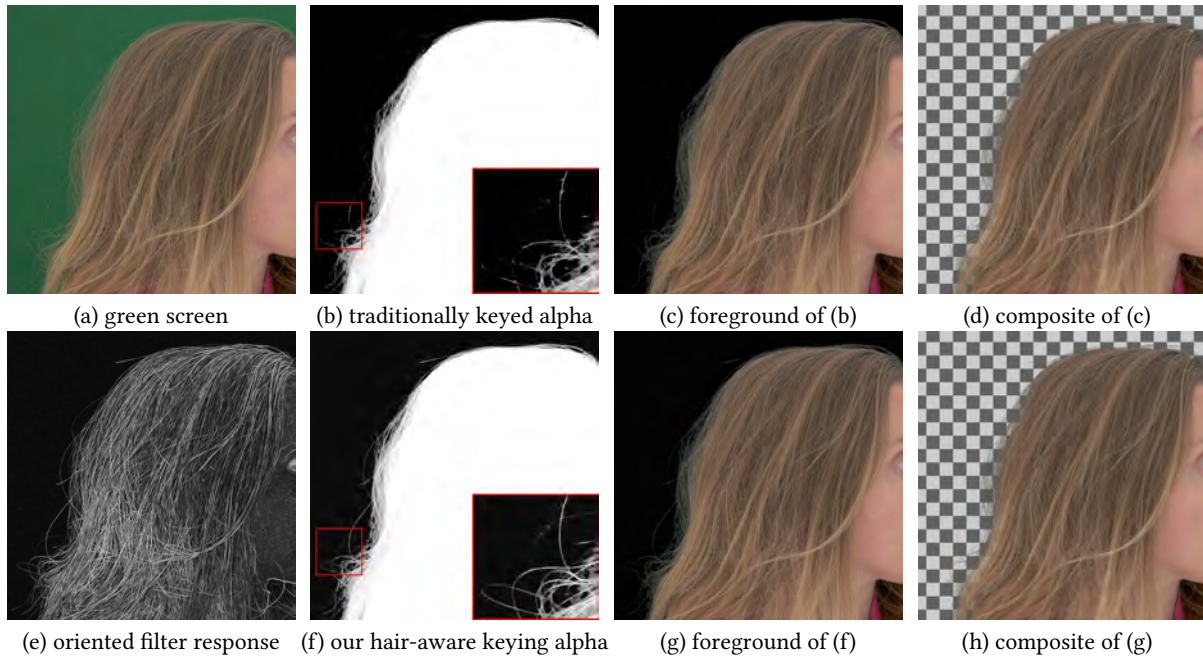 (a) green screen
(b) traditionally keyed alpha
(c) foreground of (b)
(d) composite of (c)
(e) oriented filter response
(f) our hair-aware keying alpha
(g) foreground of (f)
(h) composite of (g)